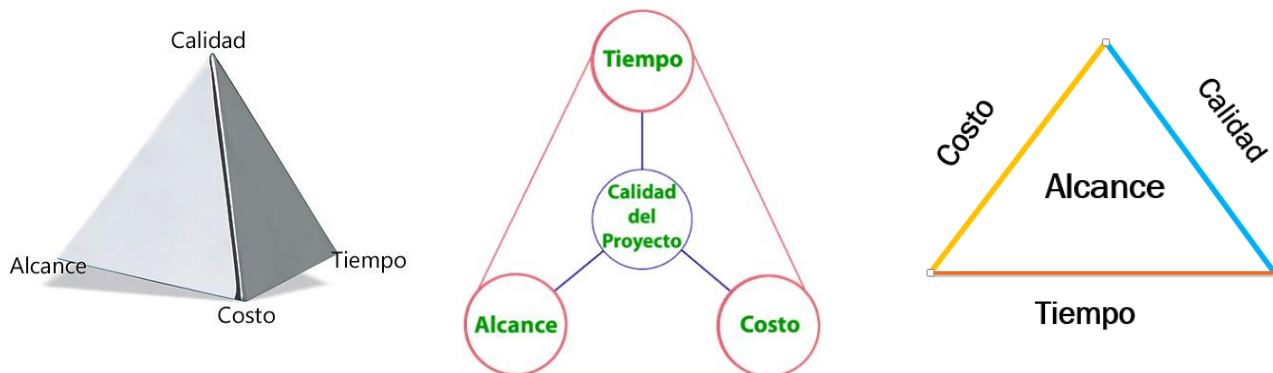 Calidad
Alcance
Tiempo
Costo
Tiempo
Calidad
del
Proyecto
Alcance
Costo
Costo
Calidad
Alcance
Tiempo